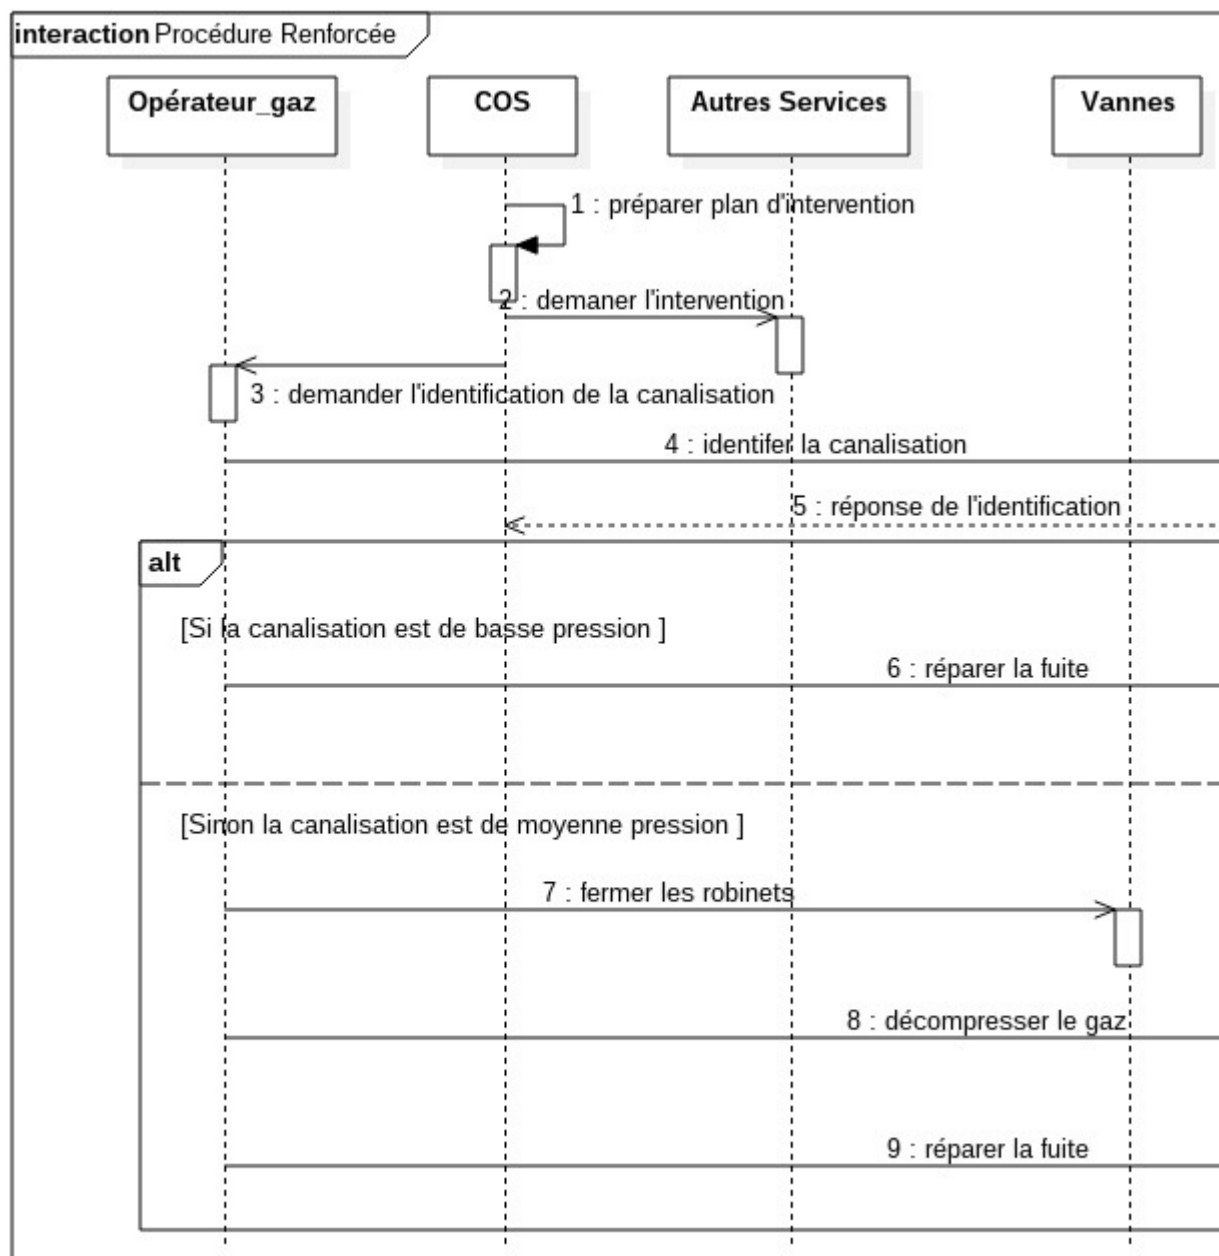 interaction Procédure Renforcée
Opérateur_gaz
COS
Autres Services
Vannes
1 : préparer plan d'intervention
2 : demaner l'intervention
3 : demander l'identification de la canalisation
4 : identifer la canalisation
5 : réponse de l'identification
alt
[Si la canalisation est de basse pression ]
6 : réparer la fuite
[Sinon la canalisation est de moyenne pression ]
7 : fermer les robinets
8 : décompresser le gaz
9 : réparer la fuite